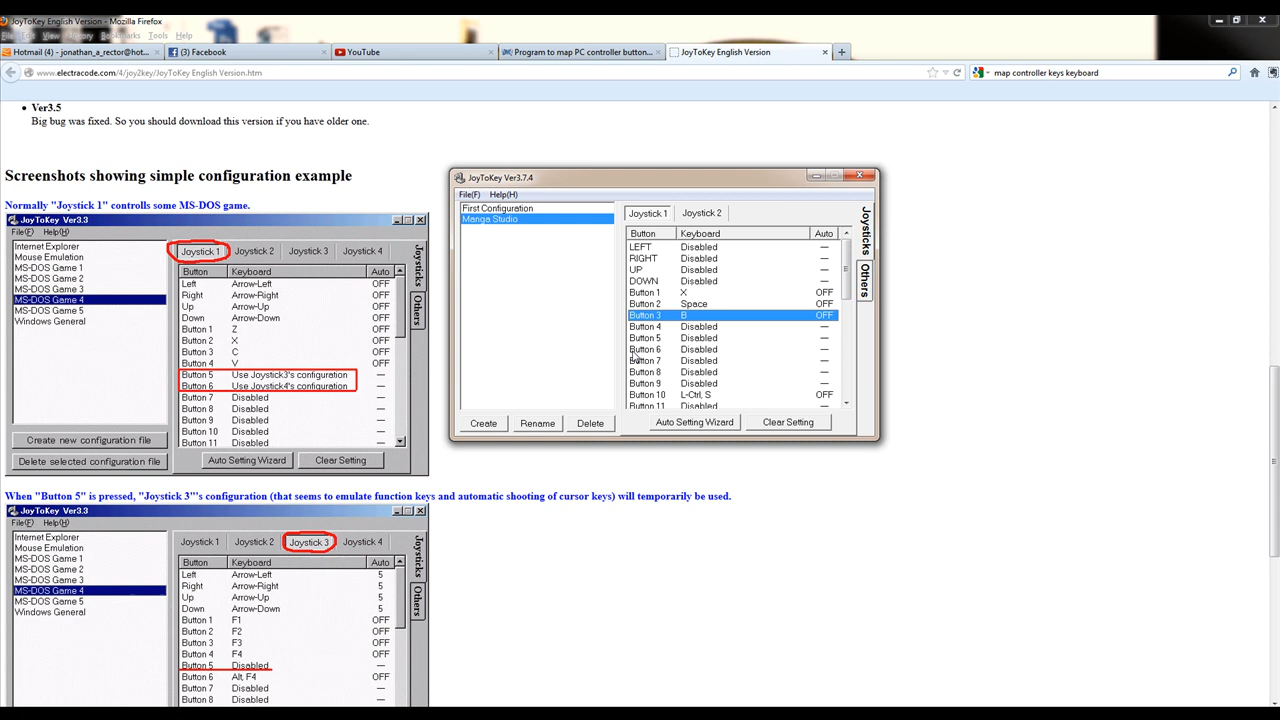 JoyToKey English Version - Mozilla Firefox
File Edit View History Bookmarks Tools Help
Hotmail (4) - jonathan_a_rector@hot...
(3) Facebook
YouTube
Program to map PC controller button...
JoyToKey English Version
www.electracode.com/4/joy2key/JoyToKey English Version.htm
map controller keys keyboard
Ver3.5
Big bug was fixed. So you should download this version if you have older one.
Screenshots showing simple configuration example
Normally "Joystick 1" controls some MS-DOS game.
JoyToKey Ver3.3
File(F) Help(H)
Internet Explorer
Mouse Emulation
MS-DOS Game 1
MS-DOS Game 2
MS-DOS Game 3
MS-DOS Game 4
MS-DOS Game 5
Windows General
Create new configuration file
Delete selected configuration file
Joystick 1 Joystick 2 Joystick 3 Joystick 4
Button Keyboard Auto
Left Arrow-Left OFF
Right Arrow-Right OFF
Up Arrow-Up OFF
Down Arrow-Down OFF
Button 1 Z OFF
Button 2 X OFF
Button 3 C OFF
Button 4 V OFF
Button 5 Use Joystick3's configuration —
Button 6 Use Joystick4's configuration —
Button 7 Disabled —
Button 8 Disabled —
Button 9 Disabled —
Button 10 Disabled —
Button 11 Disabled —
Auto Setting Wizard Clear Setting
Joysticks
Others
JoyToKey Ver3.7.4
File(F) Help(H)
First Configuration
Manga Studio
Create Rename Delete
Joystick 1 Joystick 2
Button Keyboard Auto
LEFT Disabled —
RIGHT Disabled —
UP Disabled —
DOWN Disabled —
Button 1 X OFF
Button 2 Space OFF
Button 3 B OFF
Button 4 Disabled —
Button 5 Disabled —
Button 6 Disabled —
Button 7 Disabled —
Button 8 Disabled —
Button 9 Disabled —
Button 10 L-Ctrl, S OFF
Button 11 Disabled —
Auto Setting Wizard Clear Setting
Joysticks
Others
When "Button 5" is pressed, "Joystick 3"'s configuration (that seems to emulate function keys and automatic shooting of cursor keys) will temporarily be used.
JoyToKey Ver3.3
File(F) Help(H)
Internet Explorer
Mouse Emulation
MS-DOS Game 1
MS-DOS Game 2
MS-DOS Game 3
MS-DOS Game 4
MS-DOS Game 5
Windows General
Joystick 1 Joystick 2 Joystick 3 Joystick 4
Button Keyboard Auto
Left Arrow-Left 5
Right Arrow-Right 5
Up Arrow-Up 5
Down Arrow-Down 5
Button 1 F1 OFF
Button 2 F2 OFF
Button 3 F3 OFF
Button 4 F4 OFF
Button 5 Disabled —
Button 6 Alt, F4 OFF
Button 7 Disabled —
Button 8 Disabled —
Joysticks
Others